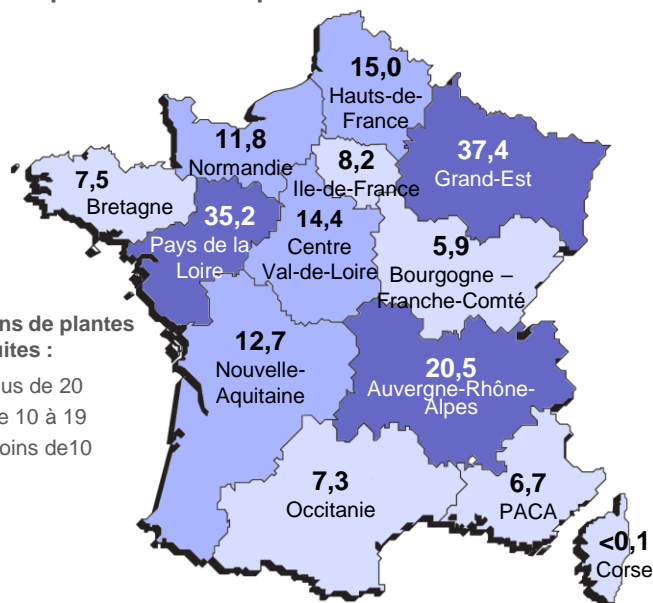 15,0
Hauts-de-
France
11,8
Normandie
8,2
Ile-de-France
37,4
Grand-Est
7,5
Bretagne
35,2
Pays de la
Loire
14,4
Centre
Val-de-Loire
5,9
Bourgogne –
Franche-Comté
ns de plantes
uites :
us de 20
e 10 à 19
oins de10
12,7
Nouvelle-
Aquitaine
20,5
Auvergne-Rhône-
Alpes
7,3
Occitanie
6,7
PACA
<0,1
Corse